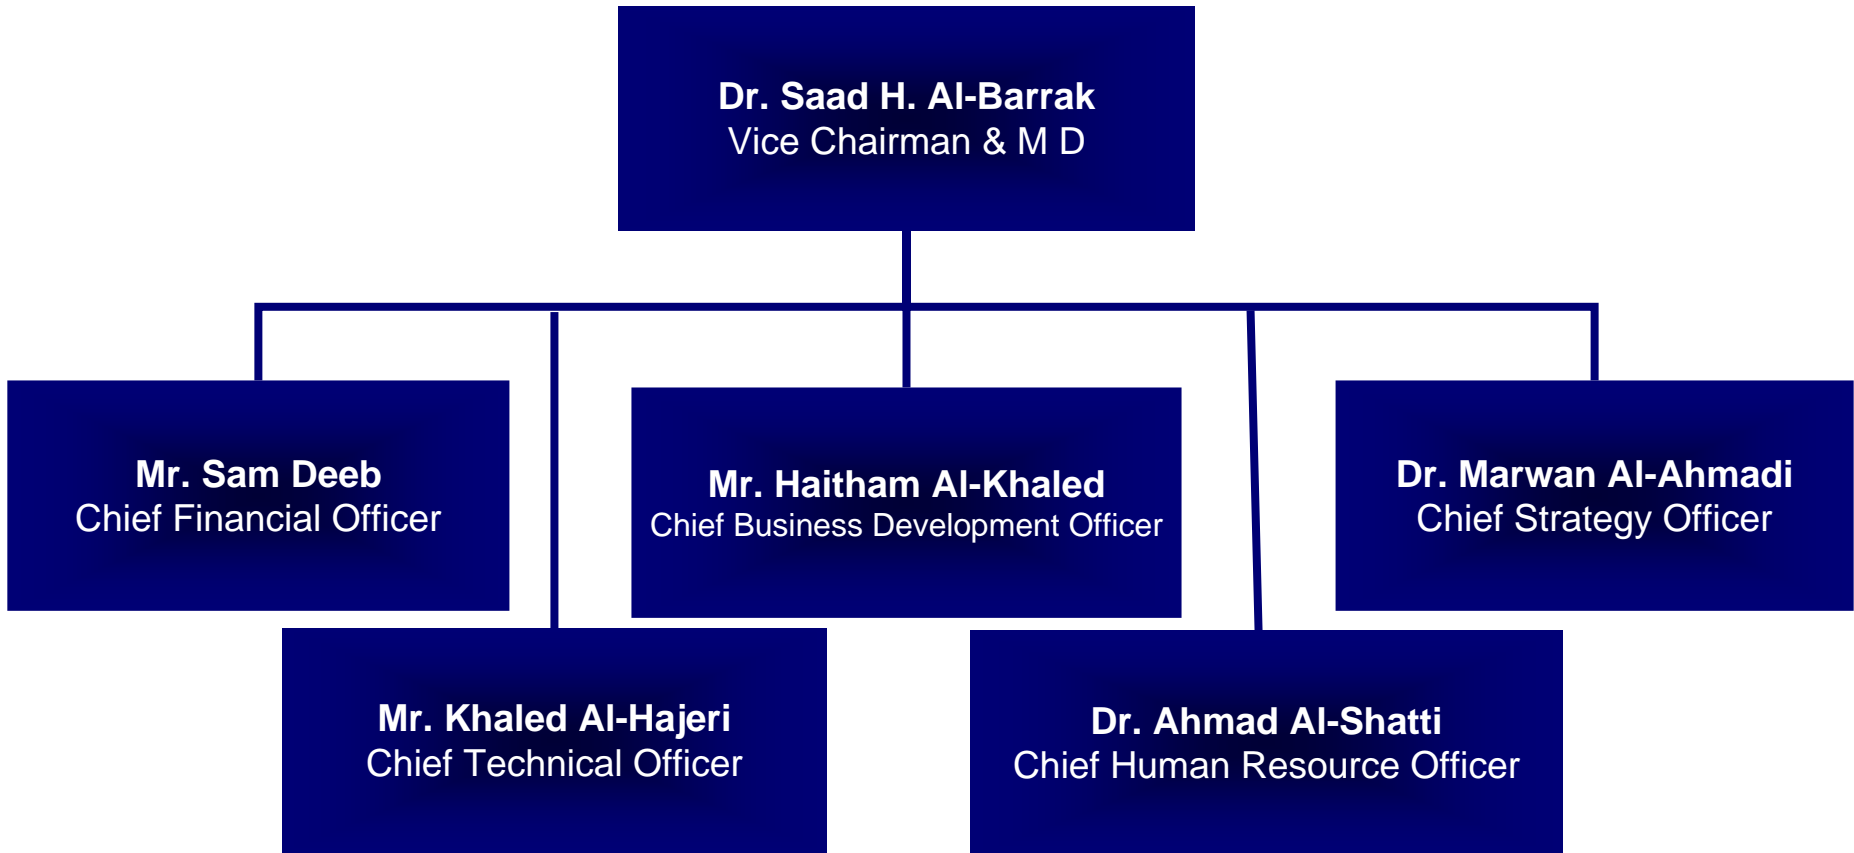 Dr. Saad H. Al-Barrak
Vice Chairman & M D
Mr. Sam Deeb
Chief Financial Officer
Mr. Haitham Al-Khaled
Chief Business Development Officer
Dr. Marwan Al-Ahmadi
Chief Strategy Officer
Mr. Khaled Al-Hajeri
Chief Technical Officer
Dr. Ahmad Al-Shatti
Chief Human Resource Officer